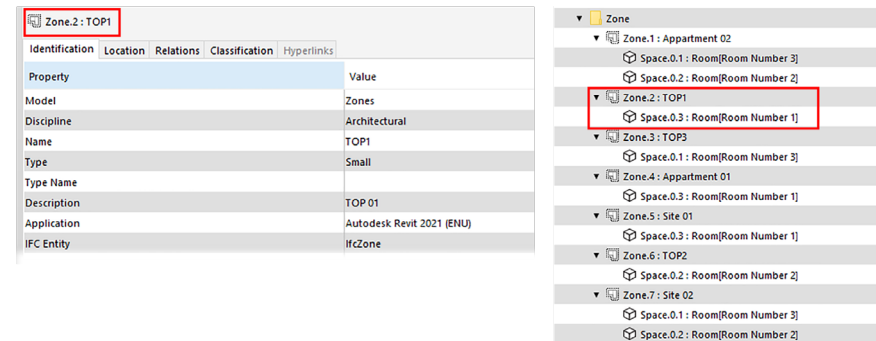 Zone.2 : TOP1
Identification Location Relations Classification Hyperlinks
Property Value
Model Zones
Discipline Architectural
Name TOP1
Type Small
Type Name
Description TOP 01
Application Autodesk Revit 2021 (ENU)
IFC Entity IfcZone
Zone
Zone.1 : Appartment 02
Space.0.1 : Room[Room Number 3]
Space.0.2 : Room[Room Number 2]
Zone.2 : TOP1
Space.0.3 : Room[Room Number 1]
Zone.3 : TOP3
Space.0.1 : Room[Room Number 3]
Zone.4 : Appartment 01
Space.0.3 : Room[Room Number 1]
Zone.5 : Site 01
Space.0.3 : Room[Room Number 1]
Zone.6 : TOP2
Space.0.2 : Room[Room Number 2]
Zone.7 : Site 02
Space.0.1 : Room[Room Number 3]
Space.0.2 : Room[Room Number 2]